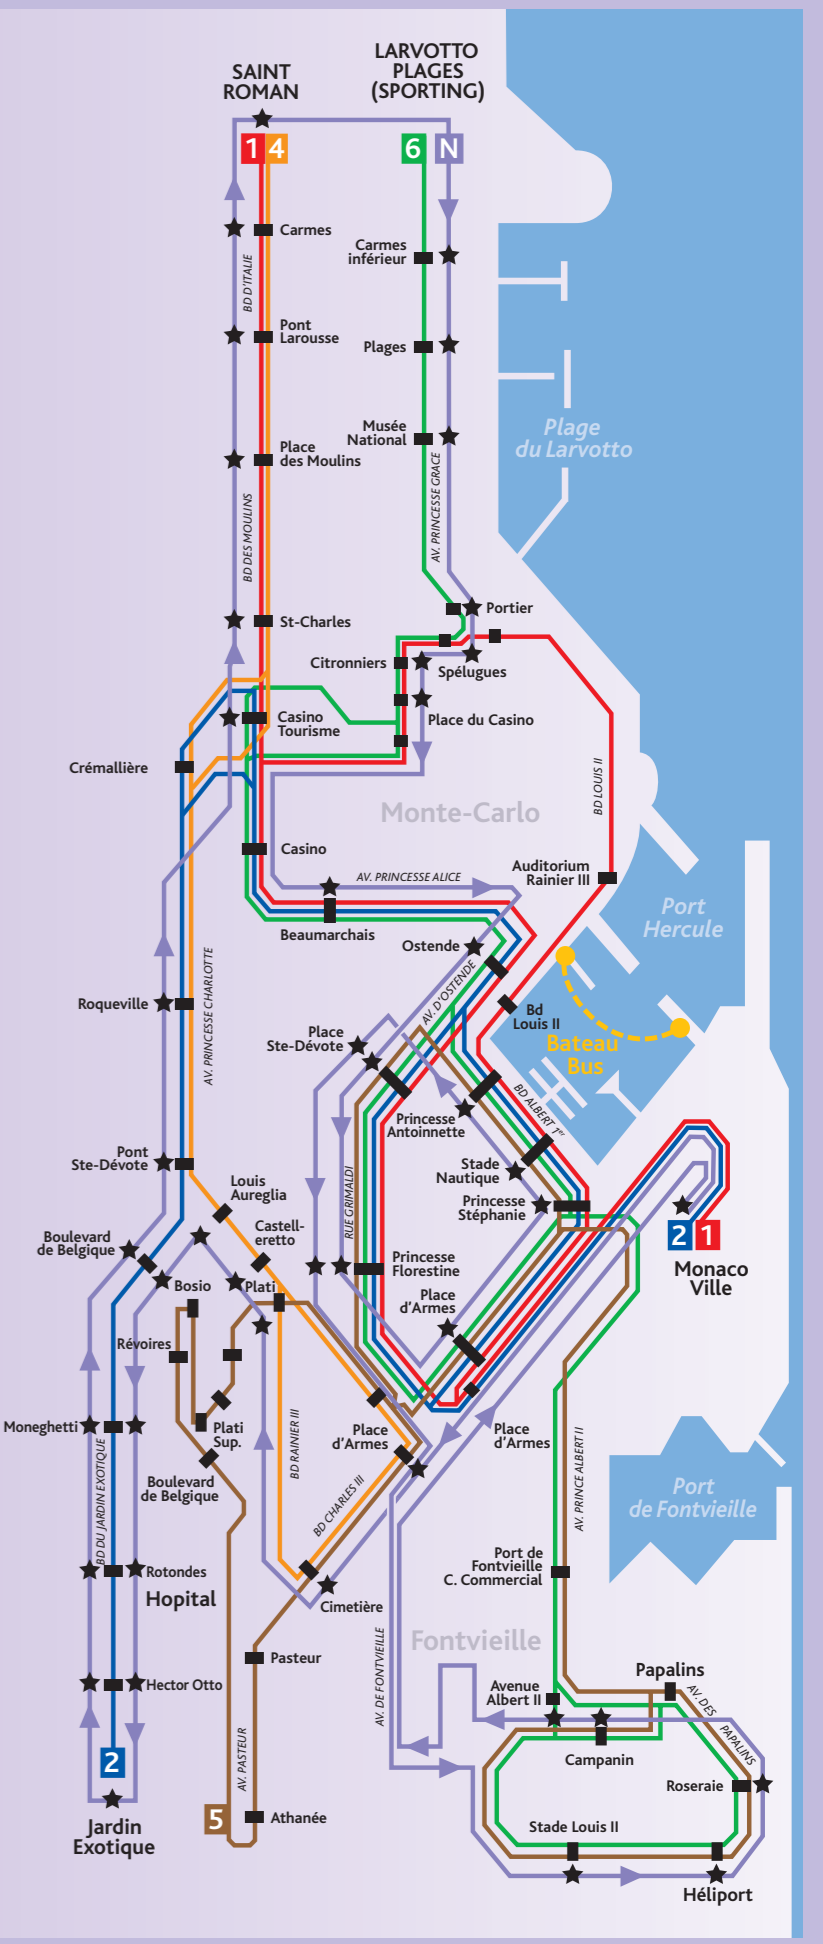 SAINT
ROMAN
LARVOTTO
PLAGES
(SPORTING)
1
4
6
N
Carmes
Carmes
inférieur
BD D'ITALIE
Pont
Larousse
Plages
Musée
National
Place
des Moulins
Plage
du Larvotto
AV. PRINCESSE GRACE
BD DES MOULINS
Portier
St-Charles
Citronniers
Spélugues
Casino
Tourisme
Place du Casino
Crémallière
BD LOUIS II
Monte-Carlo
Casino
AV. PRINCESSE ALICE
Auditorium
Rainier III
Port
Hercule
Beaumarchais
Ostende
AV. D'OSTENDE
Roqueville
AV. PRINCESSE CHARLOTTE
Bd
Louis II
Place
Ste-Dévote
Bateau
Bus
BD ALBERT 1er
Princesse
Antoinnette
Pont
Ste-Dévote
Stade
Nautique
Louis
Aureglia
RUE GRIMALDI
Princesse
Stéphanie
2
1
Monaco
Ville
Castell-
eretto
Boulevard
de Belgique
Bosio
Plati
Princesse
Florestine
Place
d'Armes
Révoires
Moneghetti
Plati
Sup.
Place
d'Armes
Place
d'Armes
BD RAINIER III
BD DU JARDIN EXOTIQUE
Boulevard
de Belgique
BD CHARLES III
AV. PRINCE ALBERT II
Port
de Fontvieille
Rotondes
Hopital
Port de
Fontvieille
C. Commercial
Cimetière
Fontvieille
AV. DE FONTVIEILLE
Pasteur
Hector Otto
Avenue
Albert II
Papalins
AV. DES
PAPALINS
AV. PASTEUR
Campanin
2
Roseraie
Jardin
Exotique
5
Athanée
Stade Louis II
Héliport